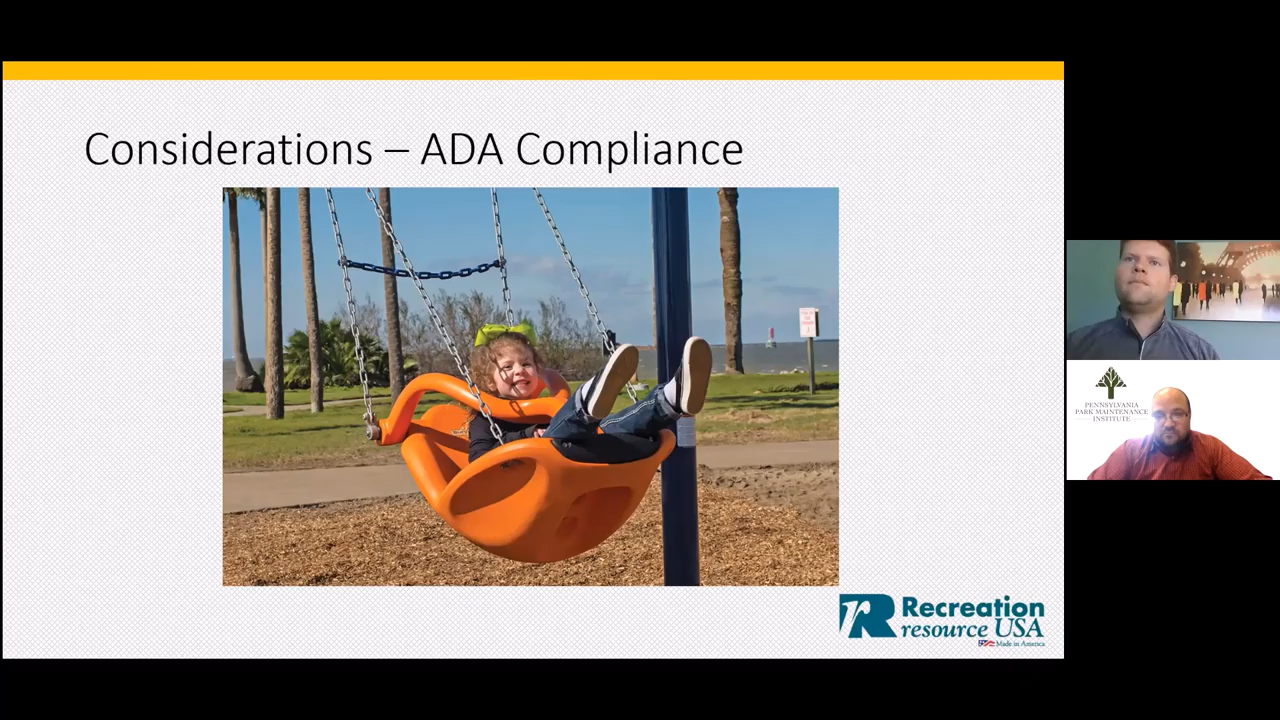 Considerations – ADA Compliance
Recreation
resource USA
Made in America
PENNSYLVANIA
PARK MAINTENANCE
INSTITUTE